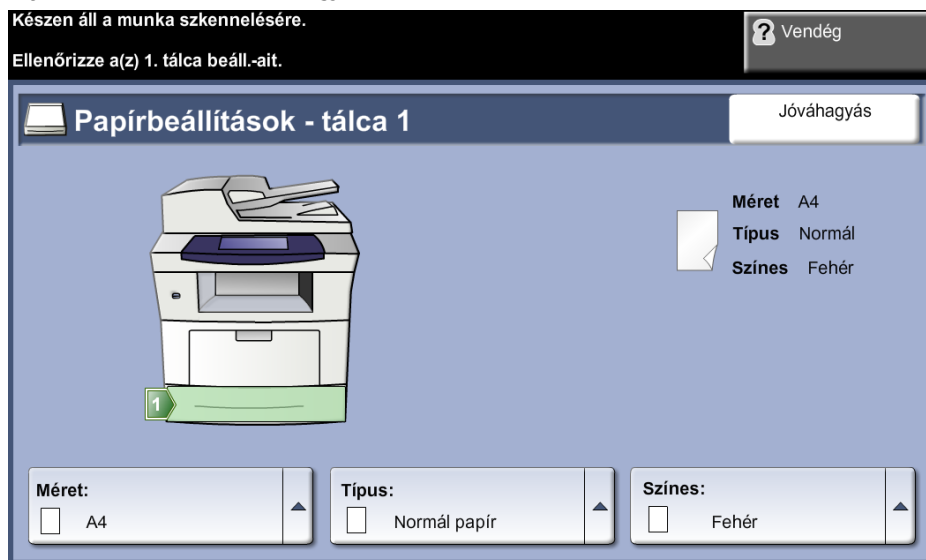 Készen áll a munka szkennelésére.
Ellenőrizze a(z) 1. tálca beáll.-ait.
? Vendég
Papírbeállítások - tálca 1
Jóváhagyás
Méret A4
Típus Normál
Színes Fehér
1
Méret:
A4
Típus:
Normál papír
Színes:
Fehér